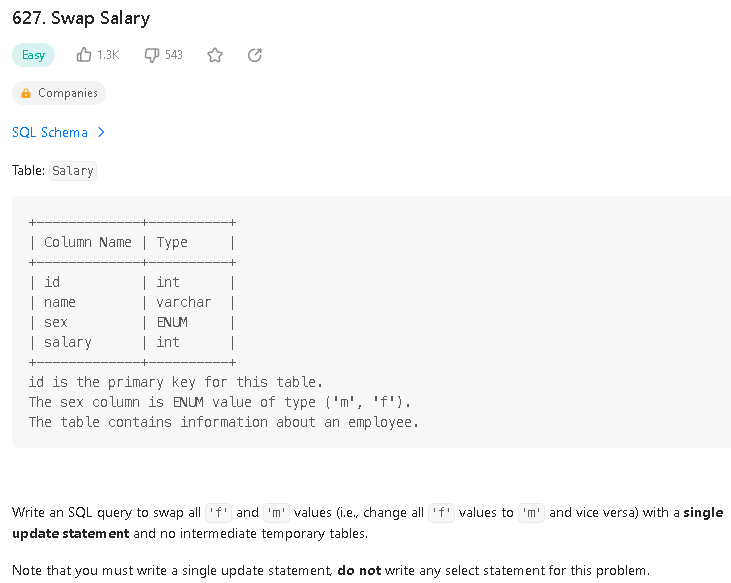 627. Swap Salary
Easy 1.3K 543
Companies
SQL Schema >
Table: Salary
+-------------+----------+
| Column Name | Type     |
+-------------+----------+
| id          | int      |
| name        | varchar  |
| sex         | ENUM     |
| salary      | int      |
+-------------+----------+
id is the primary key for this table.
The sex column is ENUM value of type ('m', 'f').
The table contains information about an employee.
Write an SQL query to swap all 'f' and 'm' values (i.e., change all 'f' values to 'm' and vice versa) with a single
update statement and no intermediate temporary tables.
Note that you must write a single update statement, do not write any select statement for this problem.